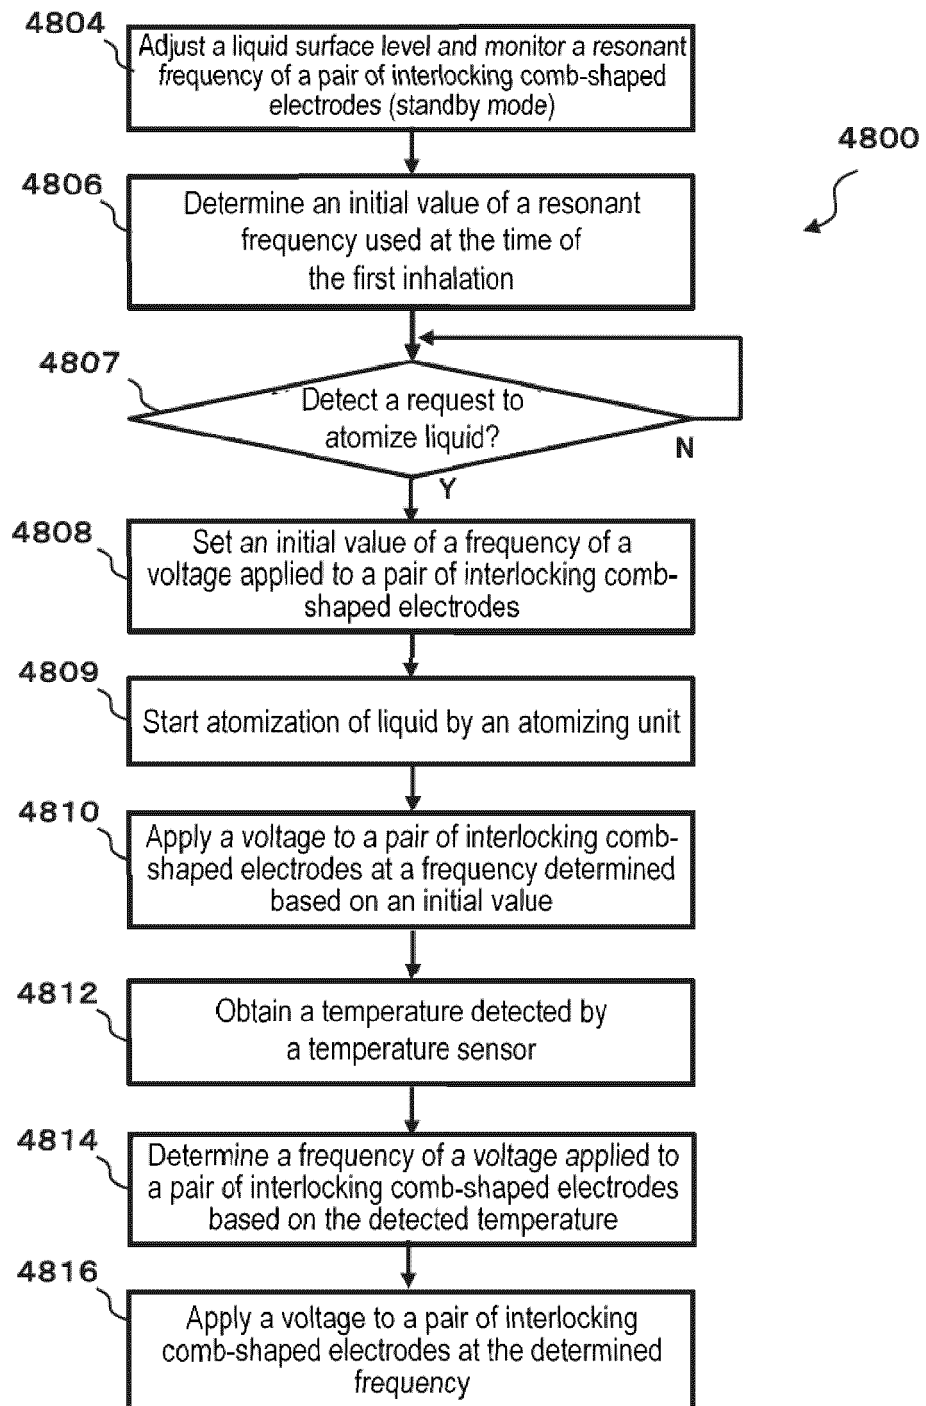 4804
Adjust a liquid surface level and monitor a resonant
frequency of a pair of interlocking comb-shaped
electrodes (standby mode)
4800
4806
Determine an initial value of a resonant
frequency used at the time of
the first inhalation
4807
Detect a request to
atomize liquid?
N
Y
4808
Set an initial value of a frequency of a
voltage applied to a pair of interlocking comb-
shaped electrodes
4809
Start atomization of liquid by an atomizing unit
4810
Apply a voltage to a pair of interlocking comb-
shaped electrodes at a frequency determined
based on an initial value
4812
Obtain a temperature detected by
a temperature sensor
4814
Determine a frequency of a voltage applied to
a pair of interlocking comb-shaped electrodes
based on the detected temperature
4816
Apply a voltage to a pair of interlocking
comb-shaped electrodes at the determined
frequency